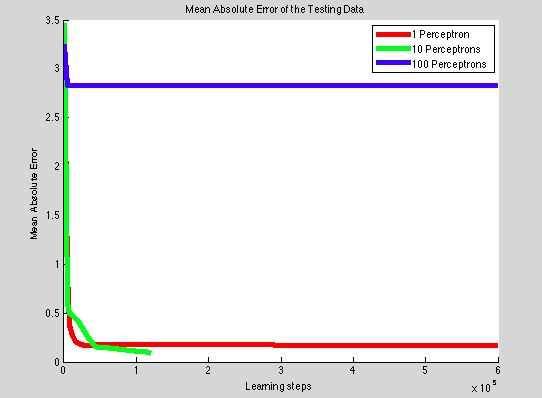 Mean Absolute Error of the Testing Data
3.5
3
2.5
2
1.5
1
0.5
0
Mean Absolute Error
1 Perceptron
10 Perceptrons
100 Perceptrons
0 1 2 3 4 5 6
Learning steps
x 10^5